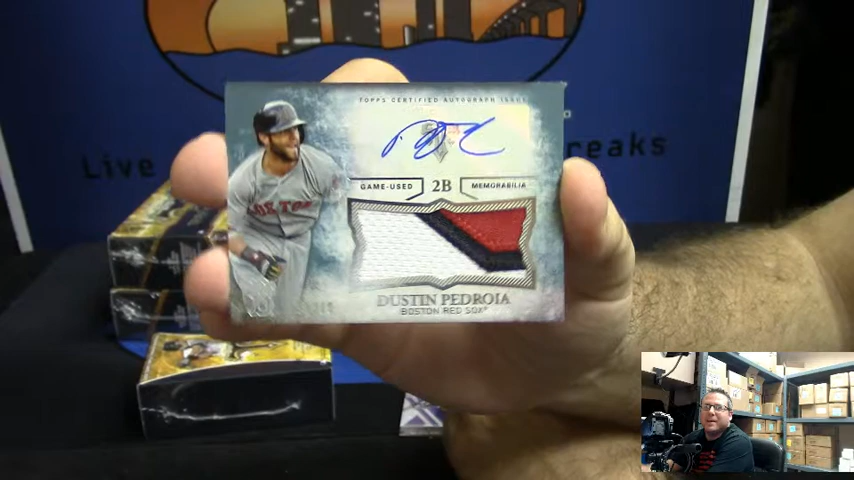 Live
reaks
TOPPS CERTIFIED AUTOGRAPH ISSUE
GAME-USED 2B MEMORABILIA
DUSTIN PEDROIA
BOSTON RED SOX